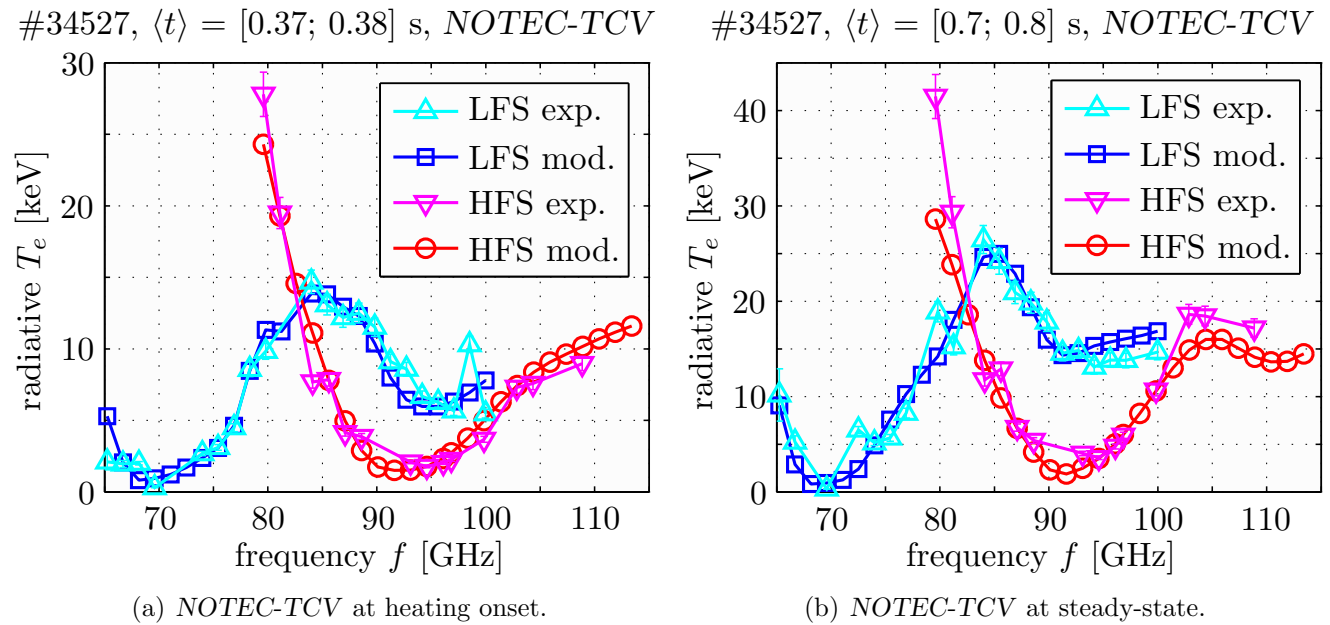 #34527, ⟨t⟩ = [0.37; 0.38] s, NOTEC-TCV
30
20
10
0
radiative Te [keV]
LFS exp.
LFS mod.
HFS exp.
HFS mod.
70 80 90 100 110
frequency f [GHz]
(a) NOTEC-TCV at heating onset.
#34527, ⟨t⟩ = [0.7; 0.8] s, NOTEC-TCV
40
30
20
10
0
radiative Te [keV]
LFS exp.
LFS mod.
HFS exp.
HFS mod.
70 80 90 100 110
frequency f [GHz]
(b) NOTEC-TCV at steady-state.